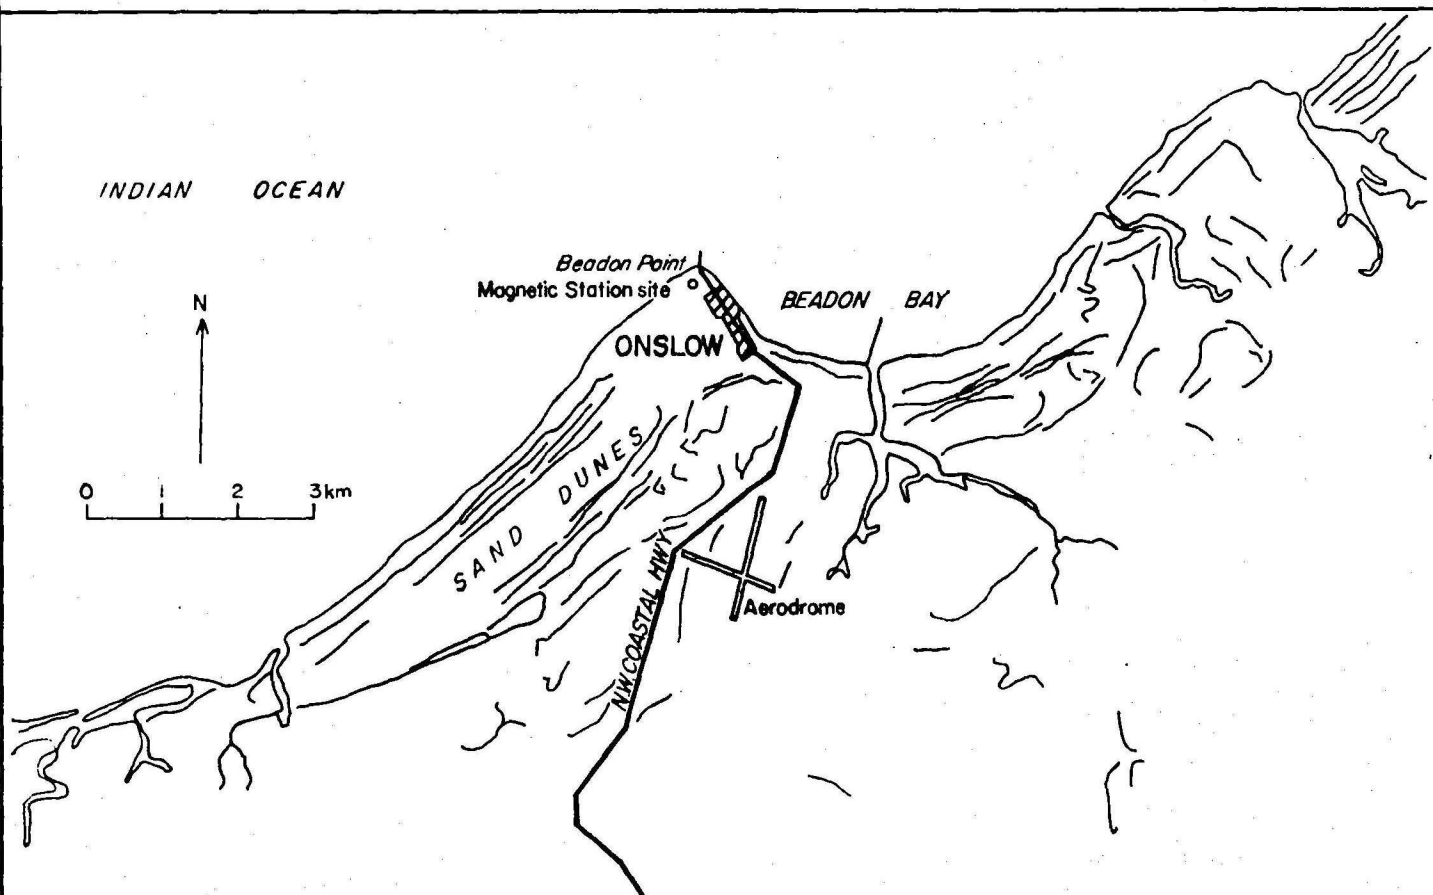 INDIAN OCEAN
Beadon Point
Magnetic Station site
BEADON BAY
N
ONSLOW
0 1 2 3km
SAND DUNES
N.W. COASTAL HWY
Aerodrome